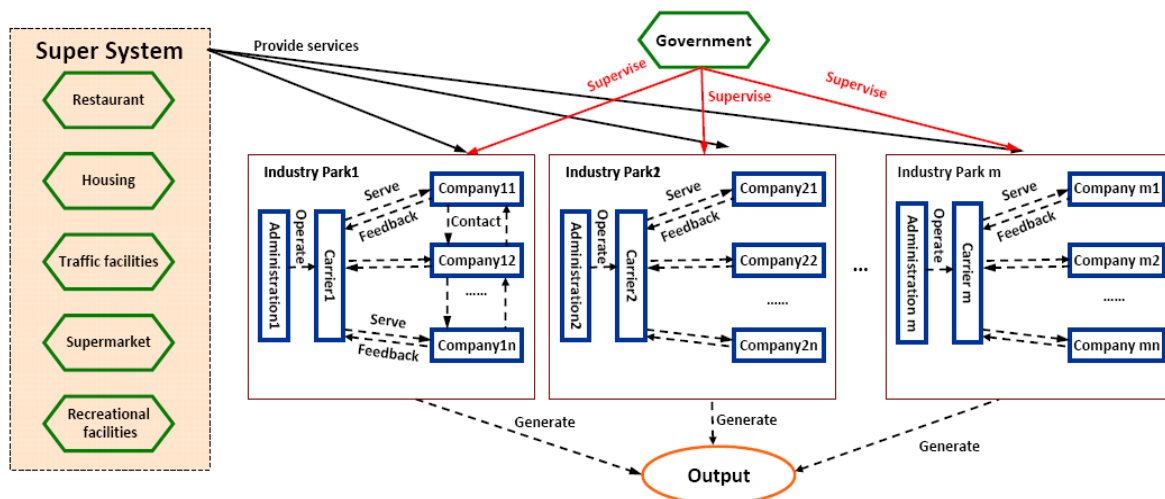 Super System
Restaurant
Housing
Traffic facilities
Supermarket
Recreational
facilities
Provide services
Government
Supervise
Supervise
Supervise
Industry Park1
Administration1
Operate
Carrier1
Serve
Feedback
Company11
Contact
Company12
......
Serve
Feedback
Company1n
Industry Park2
Administration2
Operate
Carrier2
Serve
Feedback
Company21
Company22
......
Company2n
...
Industry Park m
Administration m
Operate
Carrier m
Serve
Feedback
Company m1
Company m2
......
Company mn
Generate
Generate
Generate
Output